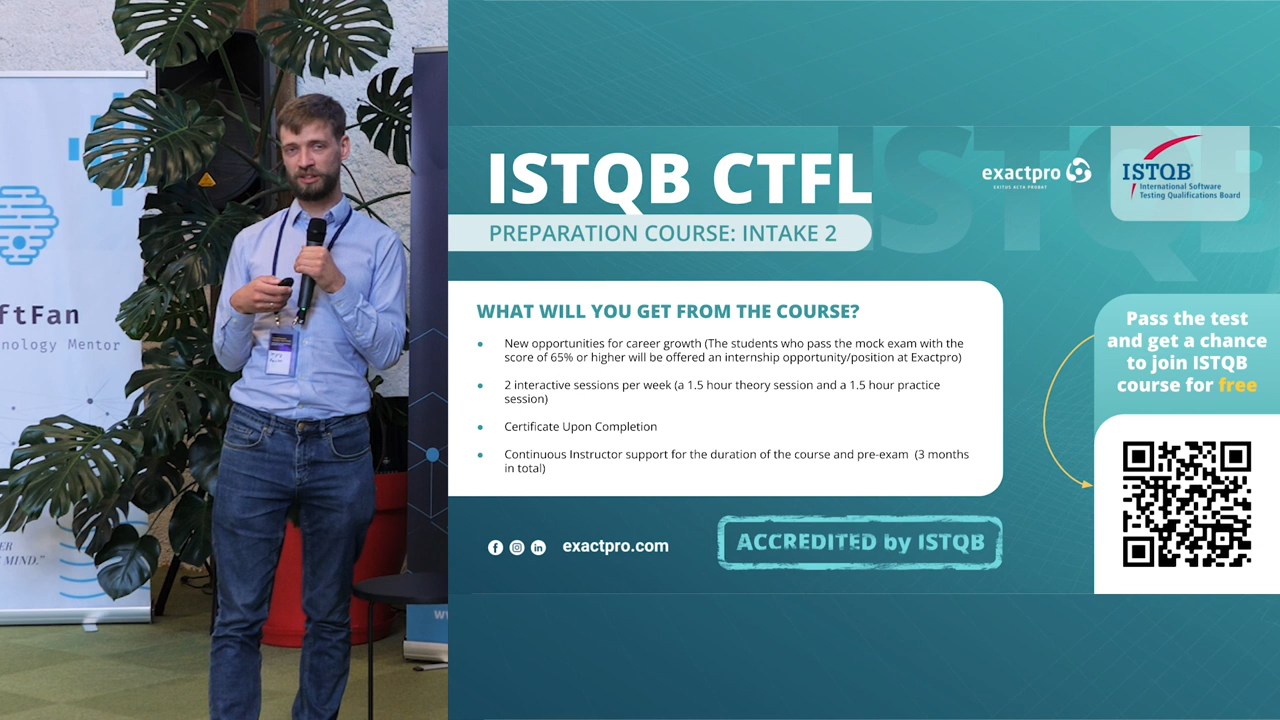 ftFan
nology Mentor
ER
MIND.”
ISTQB CTFL
PREPARATION COURSE: INTAKE 2
exactpro
EXITUS ACTA PROBAT
ISTQB
ISTQB
International Software
Testing Qualifications Board
WHAT WILL YOU GET FROM THE COURSE?
• New opportunities for career growth (The students who pass the mock exam with the
score of 65% or higher will be offered an internship opportunity/position at Exactpro)
• 2 interactive sessions per week (a 1.5 hour theory session and a 1.5 hour practice
session)
• Certificate Upon Completion
• Continuous Instructor support for the duration of the course and pre-exam (3 months
in total)
Pass the test
and get a chance
to join ISTQB
course for free
exactpro.com
ACCREDITED by ISTQB